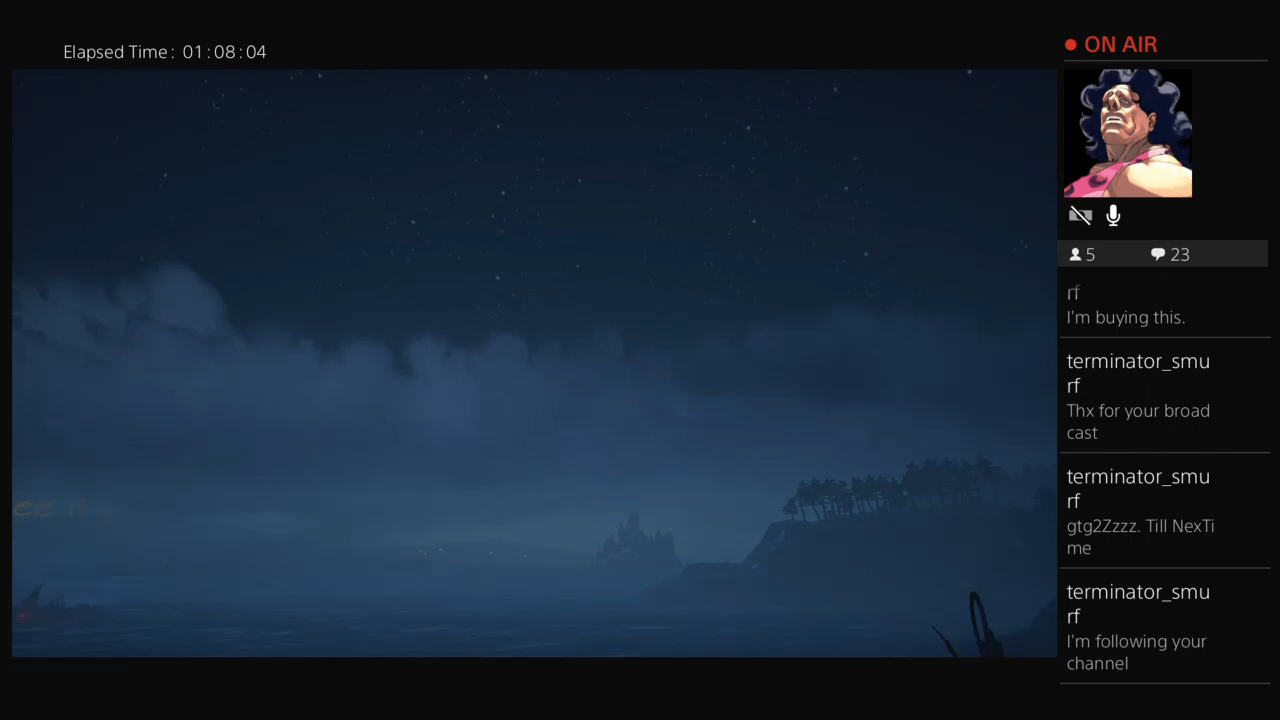 Elapsed Time: 01:08:04
ON AIR
5 23
rf
I'm buying this.
terminator_smu
rf
Thx for your broad
cast
terminator_smu
rf
gtg2Zzzz. Till NexTi
me
terminator_smu
rf
I'm following your
channel